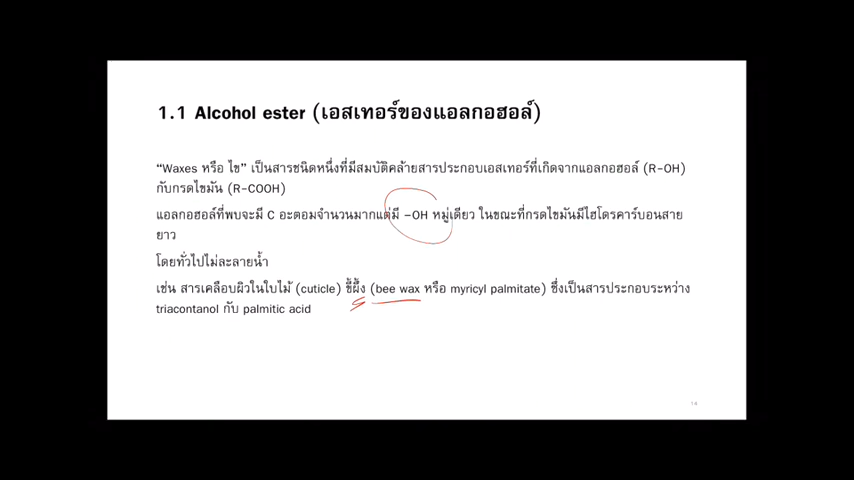 1.1 Alcohol ester (เอสเทอร์ของแอลกอฮอล์)
“Waxes หรือ ไข” เป็นสารชนิดหนึ่งที่มีสมบัติคล้ายสารประกอบเอสเทอร์ที่เกิดจากแอลกอฮอล์ (R-OH)
กับกรดไขมัน (R-COOH)
แอลกอฮอล์ที่พบจะมี C อะตอมจำนวนมากแต่มี –OH หมู่เดียว ในขณะที่กรดไขมันมีไฮโดรคาร์บอนสาย
ยาว
โดยทั่วไปไม่ละลายน้ำ
เช่น สารเคลือบผิวในใบไม้ (cuticle) ขี้ผึ้ง (bee wax หรือ myricyl palmitate) ซึ่งเป็นสารประกอบระหว่าง
triacontanol กับ palmitic acid
14